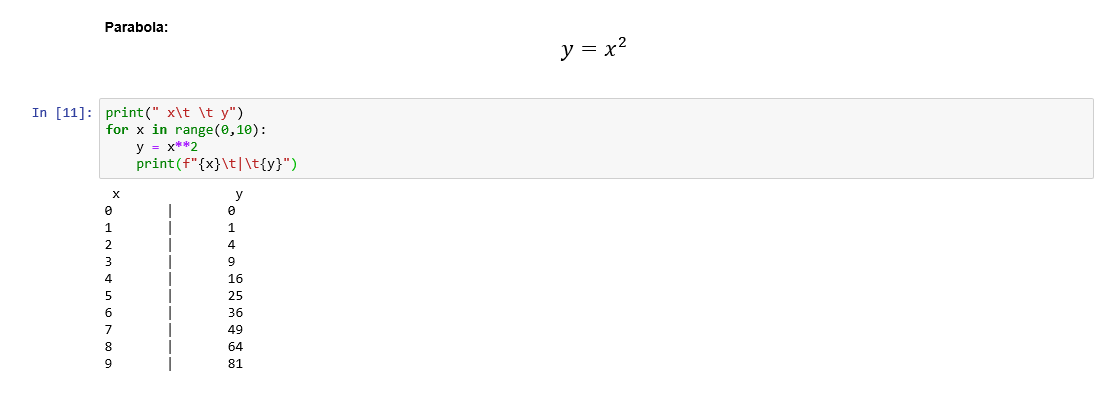 Parabola:
y = x²
In [11]: print(" x\t \t y")
for x in range(0,10):
    y = x**2
    print(f"{x}\t|\t{y}")
 x		 y
0	|	0
1	|	1
2	|	4
3	|	9
4	|	16
5	|	25
6	|	36
7	|	49
8	|	64
9	|	81